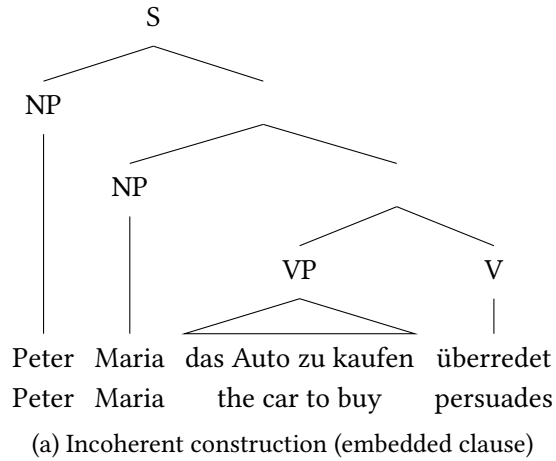 S
NP
NP
VP V
Peter Maria das Auto zu kaufen überredet
Peter Maria the car to buy persuades
(a) Incoherent construction (embedded clause)